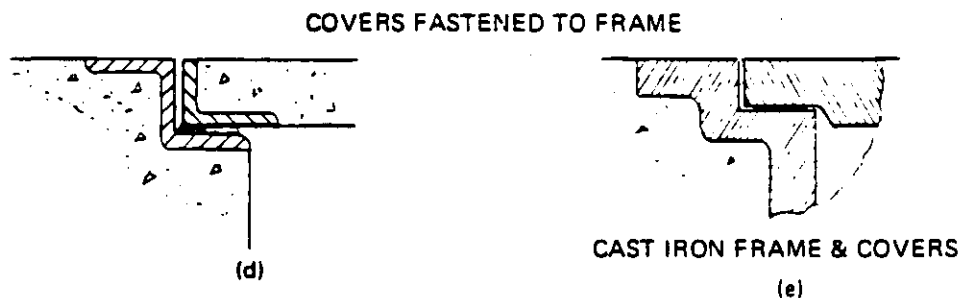 COVERS FASTENED TO FRAME
(d)
CAST IRON FRAME & COVERS
(e)